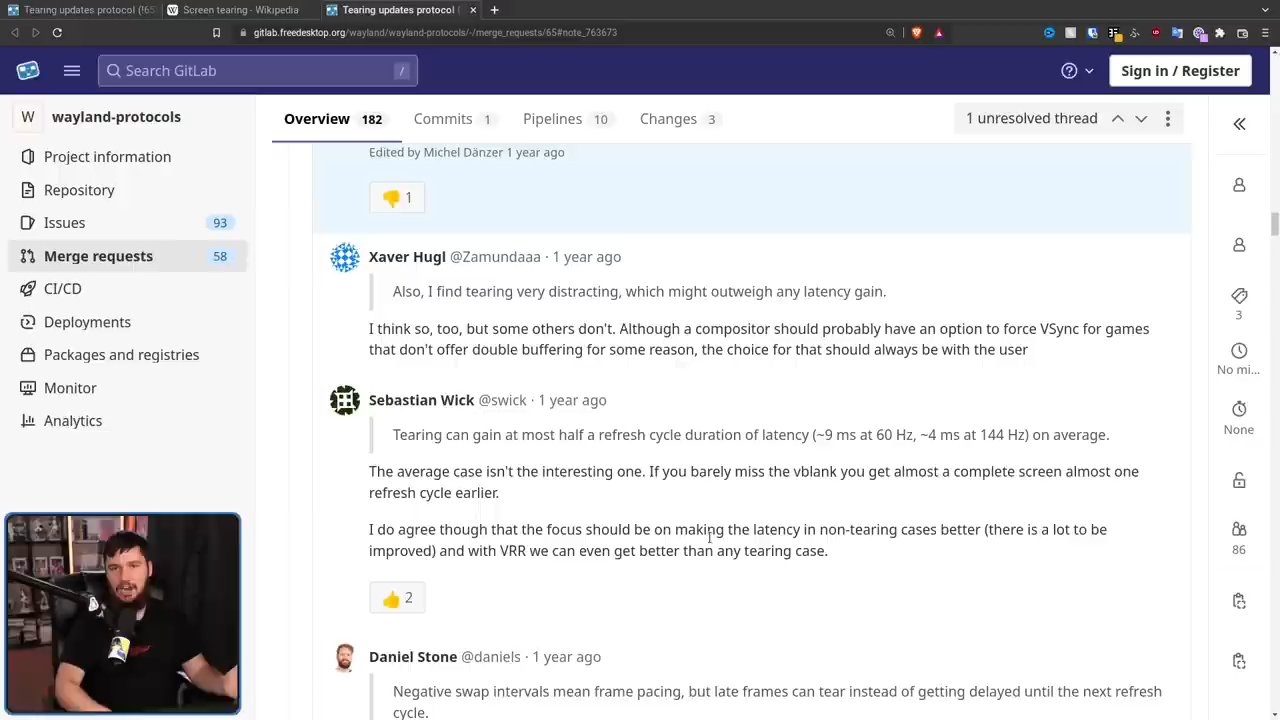 Tearing updates protocol (!65
Screen tearing - Wikipedia
Tearing updates protocol (
gitlab.freedesktop.org/wayland/wayland-protocols/-/merge_requests/65#note_763673
Search GitLab
/
Sign in / Register
W
wayland-protocols
Project information
Repository
Issues
93
Merge requests
58
CI/CD
Deployments
Packages and registries
Monitor
Analytics
Overview 182
Commits 1
Pipelines 10
Changes 3
1 unresolved thread
Edited by Michel Dänzer 1 year ago
👎 1
Xaver Hugl @Zamundaaa · 1 year ago
Also, I find tearing very distracting, which might outweigh any latency gain.
I think so, too, but some others don't. Although a compositor should probably have an option to force VSync for games
that don't offer double buffering for some reason, the choice for that should always be with the user
Sebastian Wick @swick · 1 year ago
Tearing can gain at most half a refresh cycle duration of latency (~9 ms at 60 Hz, ~4 ms at 144 Hz) on average.
The average case isn't the interesting one. If you barely miss the vblank you get almost a complete screen almost one
refresh cycle earlier.
I do agree though that the focus should be on making the latency in non-tearing cases better (there is a lot to be
improved) and with VRR we can even get better than any tearing case.
👍 2
Daniel Stone @daniels · 1 year ago
Negative swap intervals mean frame pacing, but late frames can tear instead of getting delayed until the next refresh
cycle.
3
No mi...
None
86